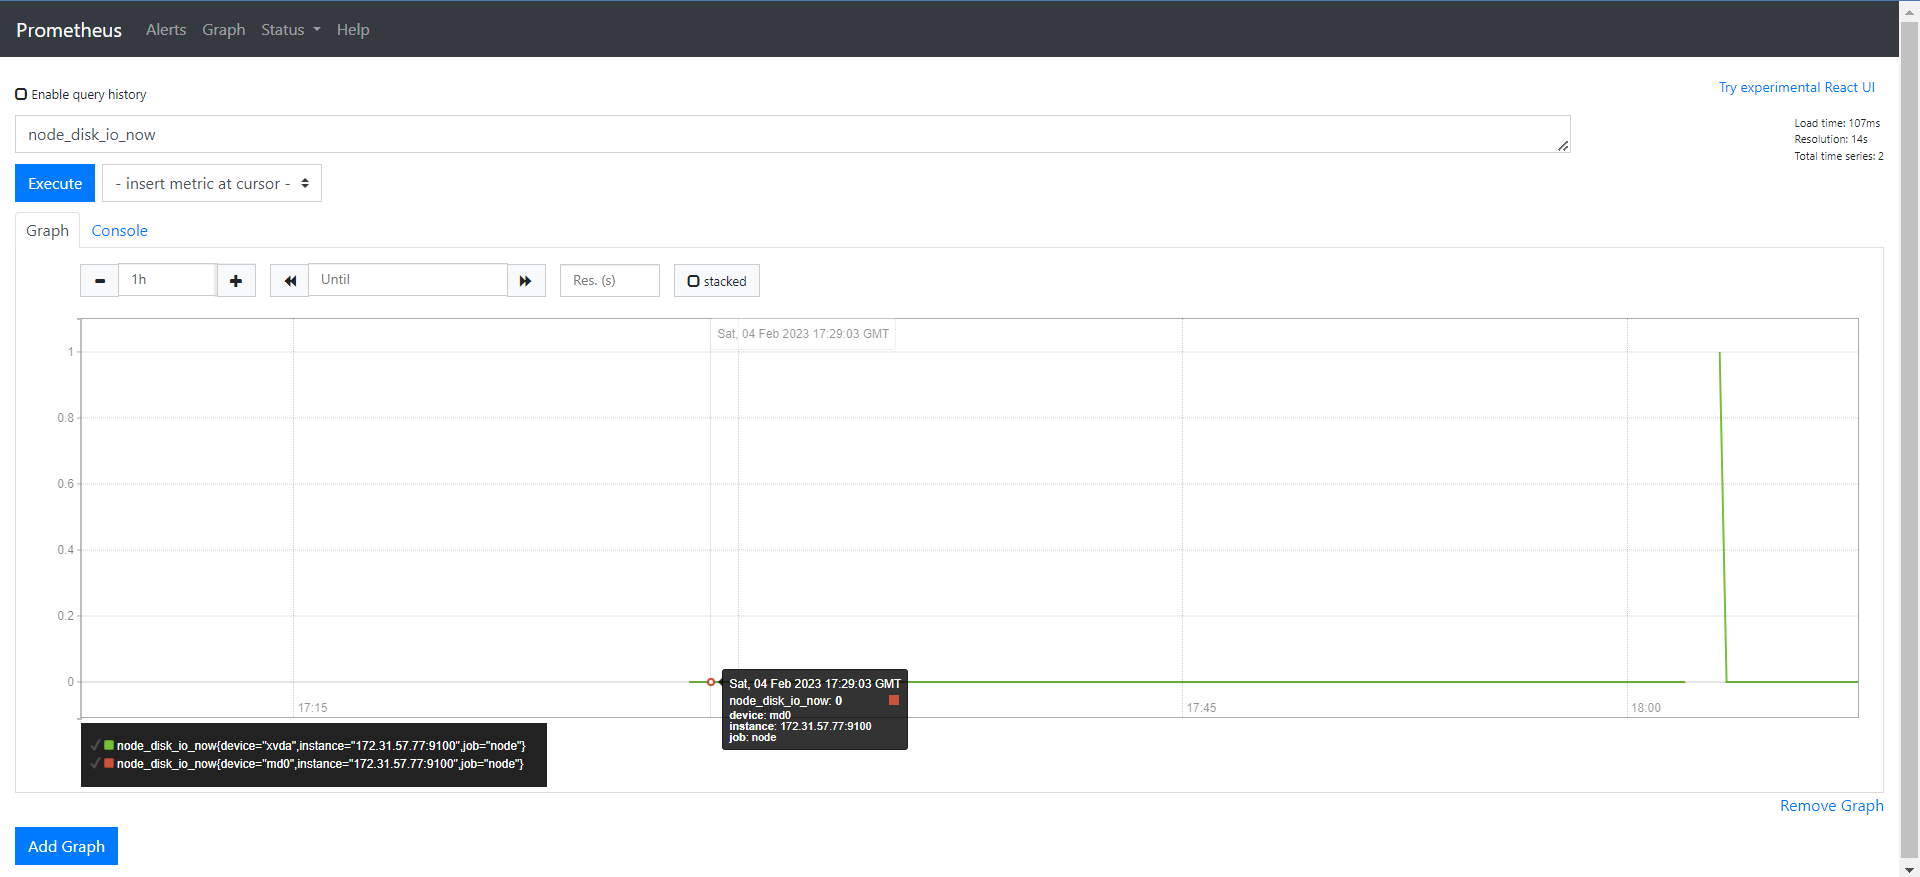 Prometheus Alerts Graph Status Help
Enable query history
Try experimental React UI
node_disk_io_now
Load time: 107ms
Resolution: 14s
Total time series: 2
Execute - insert metric at cursor -
Graph Console
1h Until Res. (s) stacked
Sat, 04 Feb 2023 17:29:03 GMT
1
0.8
0.6
0.4
0.2
0
17:15 17:45 18:00
Sat, 04 Feb 2023 17:29:03 GMT
node_disk_io_now: 0
device: md0
instance: 172.31.57.77:9100
job: node
node_disk_io_now{device="xvda",instance="172.31.57.77:9100",job="node"}
node_disk_io_now{device="md0",instance="172.31.57.77:9100",job="node"}
Remove Graph
Add Graph